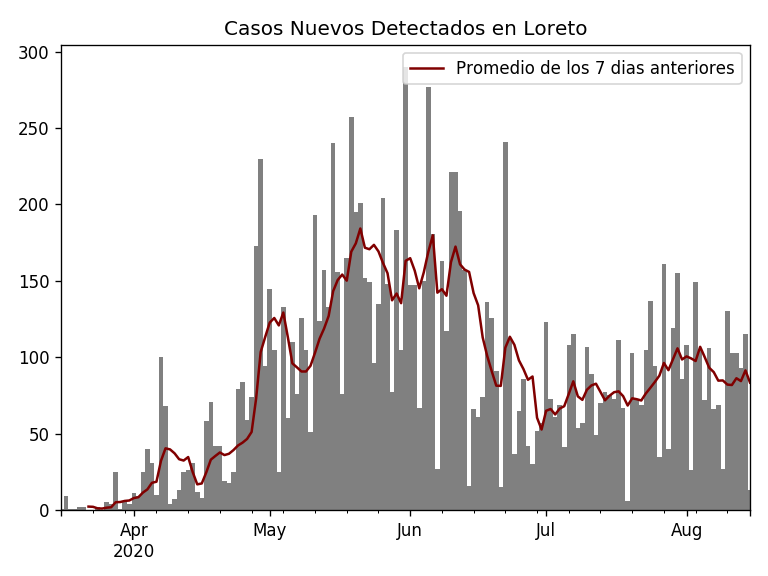 Casos Nuevos Detectados en Loreto
Promedio de los 7 dias anteriores
300
250
200
150
100
50
0
Apr
2020
May
Jun
Jul
Aug